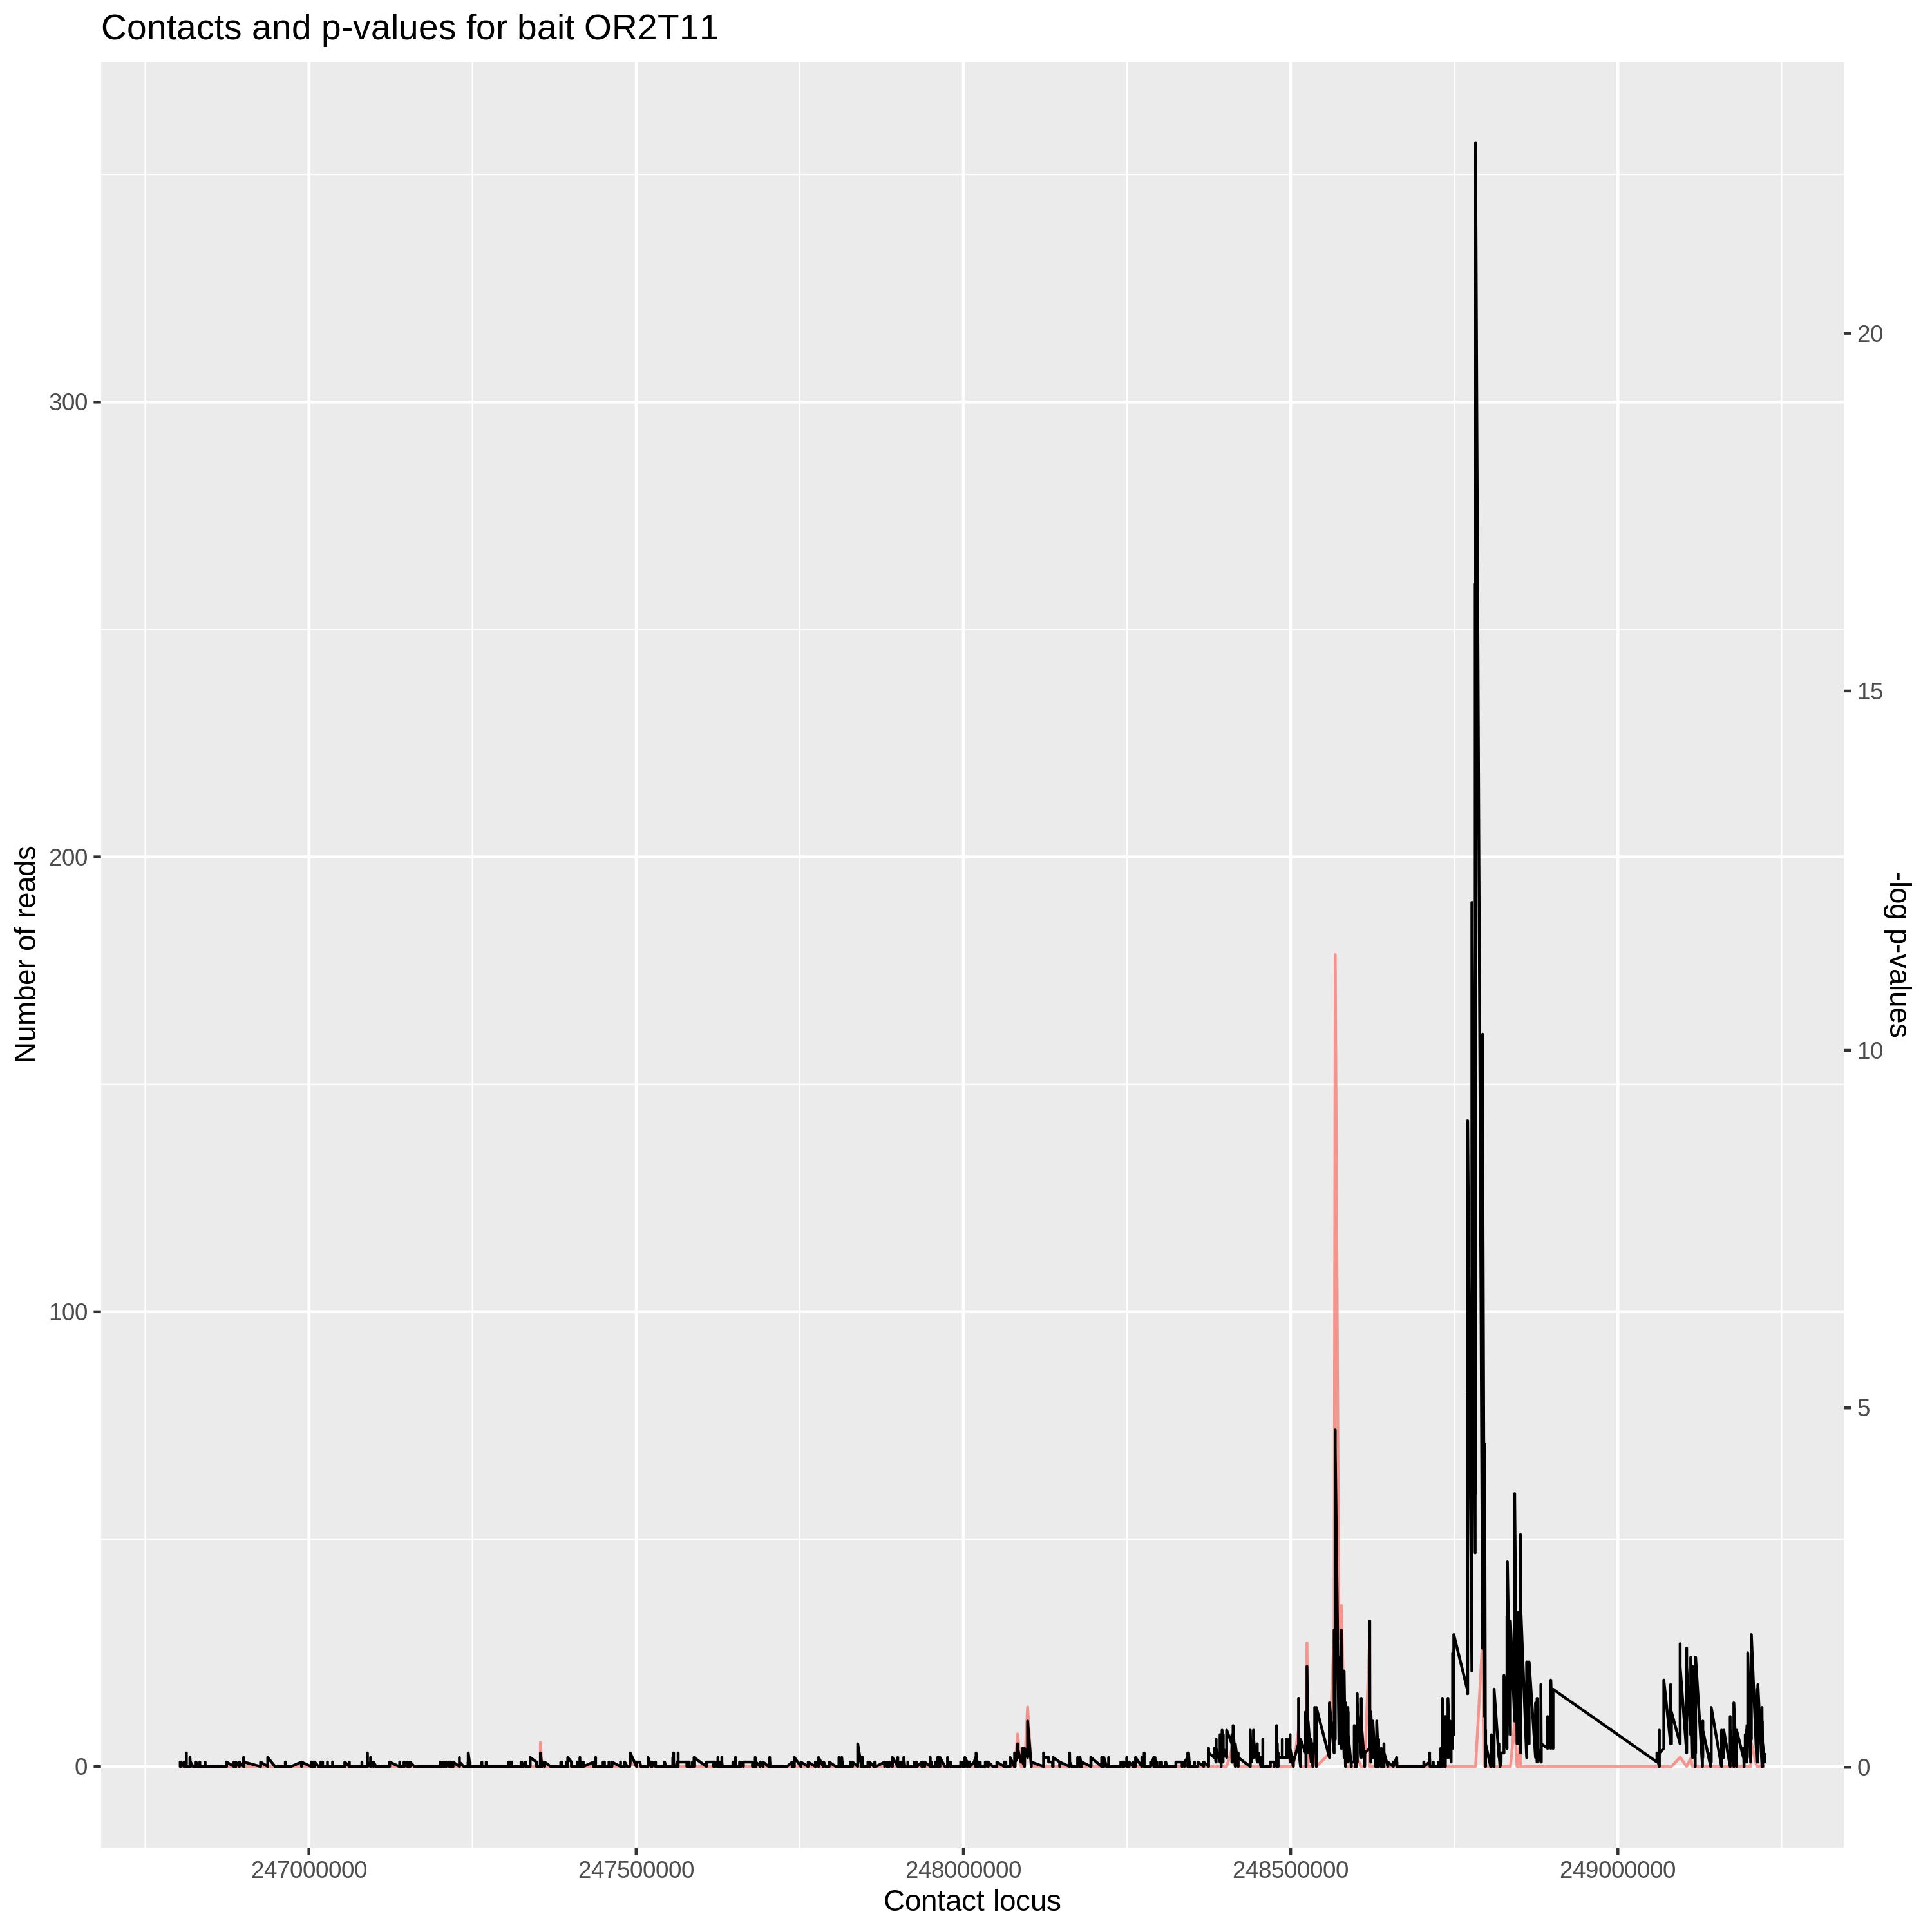 Contacts and p-values for bait OR2T11
Number of reads
300
200
100
0
20
15
10
5
0
-log p-values
247000000 247500000 248000000 248500000 249000000
Contact locus